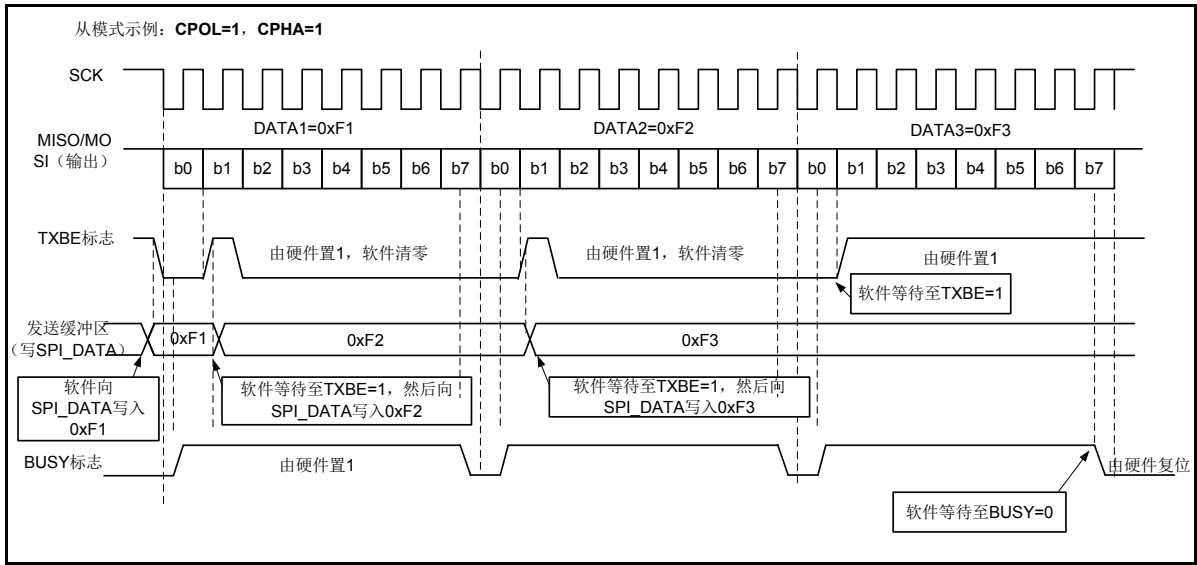 从模式示例：CPOL=1，CPHA=1
SCK
DATA1=0xF1
DATA2=0xF2
DATA3=0xF3
MISO/MO
SI（输出）
b0 b1 b2 b3 b4 b5 b6 b7 b0 b1 b2 b3 b4 b5 b6 b7 b0 b1 b2 b3 b4 b5 b6 b7
TXBE标志
由硬件置1，软件清零
由硬件置1，软件清零
由硬件置1
软件等待至TXBE=1
发送缓冲区
（写SPI_DATA）
0xF1
0xF2
0xF3
软件向
SPI_DATA写入
0xF1
软件等待至TXBE=1，然后向
SPI_DATA写入0xF2
软件等待至TXBE=1，然后向
SPI_DATA写入0xF3
BUSY标志
由硬件置1
由硬件复位
软件等待至BUSY=0